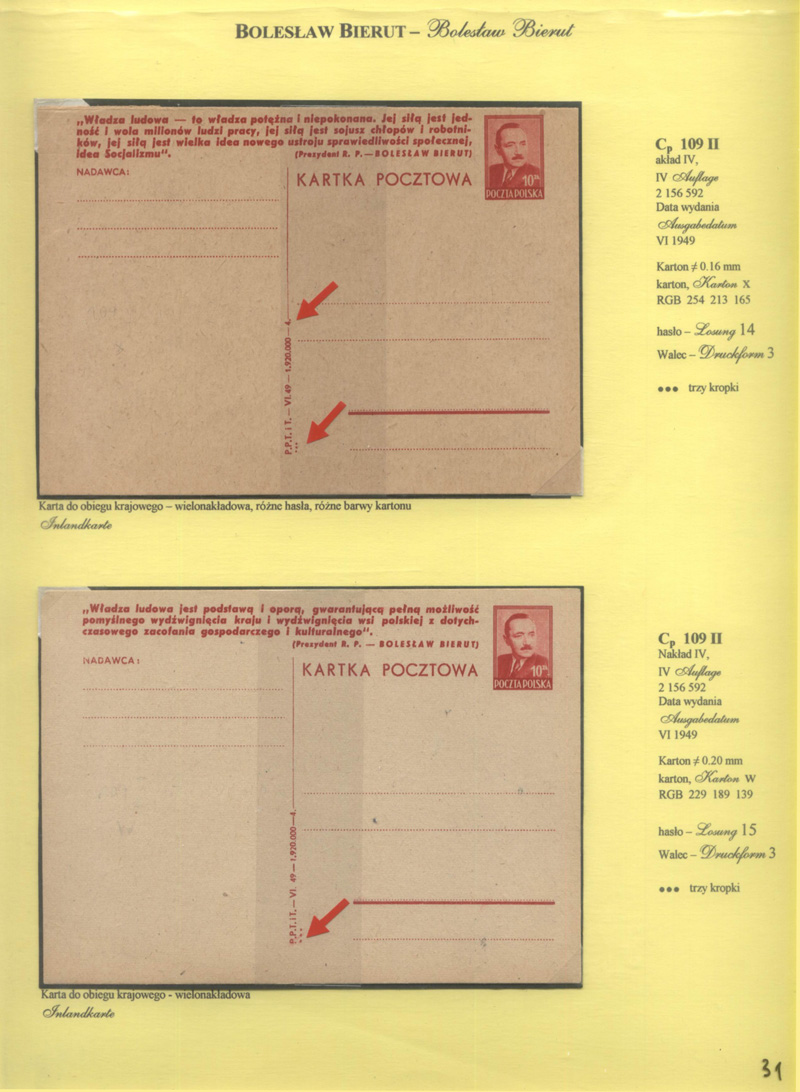 BOLESŁAW BIERUT – Bolesław Bierut
„Władza ludowa — to władza potężna i niepokonana. Jej siłą jest jed-
ność i wola milionów ludzi pracy, jej siłą jest sojusz chłopów i robotni-
ków, jej siłą jest wielka idea nowego ustroju sprawiedliwości społecznej,
idea Socjalizmu“.
(Prezydent R. P. — BOLESŁAW BIERUT)
NADAWCA:
KARTKA POCZTOWA
10 ZŁ
POCZTA POLSKA
P.P.T. i T. — VI. 49 — 1.920.000 — 4.
Cp 109 II
akład IV,
IV Auflage
2 156 592
Data wydania
Ausgabedatum
VI 1949
Karton ≠ 0.16 mm
karton, Karton X
RGB 254 213 165
hasło – Losung 14
Walec – Druckform 3
••• trzy kropki
Karta do obiegu krajowego – wielonakładowa, różne hasła, różne barwy kartonu
Inlandkarte
„Władza ludowa jest podstawą i oporą, gwarantującą pełną możliwość
pomyślnego wydźwignięcia kraju i wydźwignięcia wsi polskiej z dotych-
czasowego zacofania gospodarczego i kulturalnego“.
(Prezydent R. P. — BOLESŁAW BIERUT)
NADAWCA:
KARTKA POCZTOWA
10 ZŁ
POCZTA POLSKA
P.P.T. i T. — VI. 49 — 1.920.000 — 4.
Cp 109 II
Nakład IV,
IV Auflage
2 156 592
Data wydania
Ausgabedatum
VI 1949
Karton ≠ 0.20 mm
karton, Karton W
RGB 229 189 139
hasło – Losung 15
Walec – Druckform 3
••• trzy kropki
Karta do obiegu krajowego - wielonakładowa
Inlandkarte
31